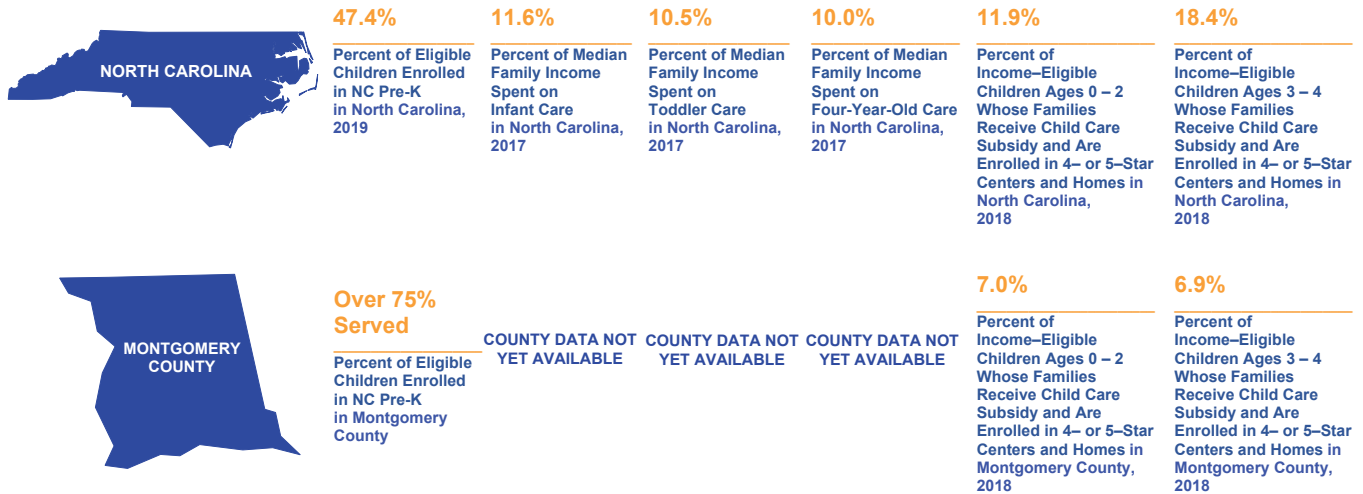 NORTH CAROLINA
47.4%
Percent of Eligible
Children Enrolled
in NC Pre-K
in North Carolina,
2019
11.6%
Percent of Median
Family Income
Spent on
Infant Care
in North Carolina,
2017
10.5%
Percent of Median
Family Income
Spent on
Toddler Care
in North Carolina,
2017
10.0%
Percent of Median
Family Income
Spent on
Four-Year-Old Care
in North Carolina,
2017
11.9%
Percent of
Income–Eligible
Children Ages 0 – 2
Whose Families
Receive Child Care
Subsidy and Are
Enrolled in 4– or 5–Star
Centers and Homes in
North Carolina,
2018
18.4%
Percent of
Income–Eligible
Children Ages 3 – 4
Whose Families
Receive Child Care
Subsidy and Are
Enrolled in 4– or 5–Star
Centers and Homes in
North Carolina,
2018
MONTGOMERY
COUNTY
Over 75%
Served
Percent of Eligible
Children Enrolled
in NC Pre-K
in Montgomery
County
COUNTY DATA NOT
YET AVAILABLE
COUNTY DATA NOT
YET AVAILABLE
COUNTY DATA NOT
YET AVAILABLE
7.0%
Percent of
Income–Eligible
Children Ages 0 – 2
Whose Families
Receive Child Care
Subsidy and Are
Enrolled in 4– or 5–Star
Centers and Homes in
Montgomery County,
2018
6.9%
Percent of
Income–Eligible
Children Ages 3 – 4
Whose Families
Receive Child Care
Subsidy and Are
Enrolled in 4– or 5–Star
Centers and Homes in
Montgomery County,
2018